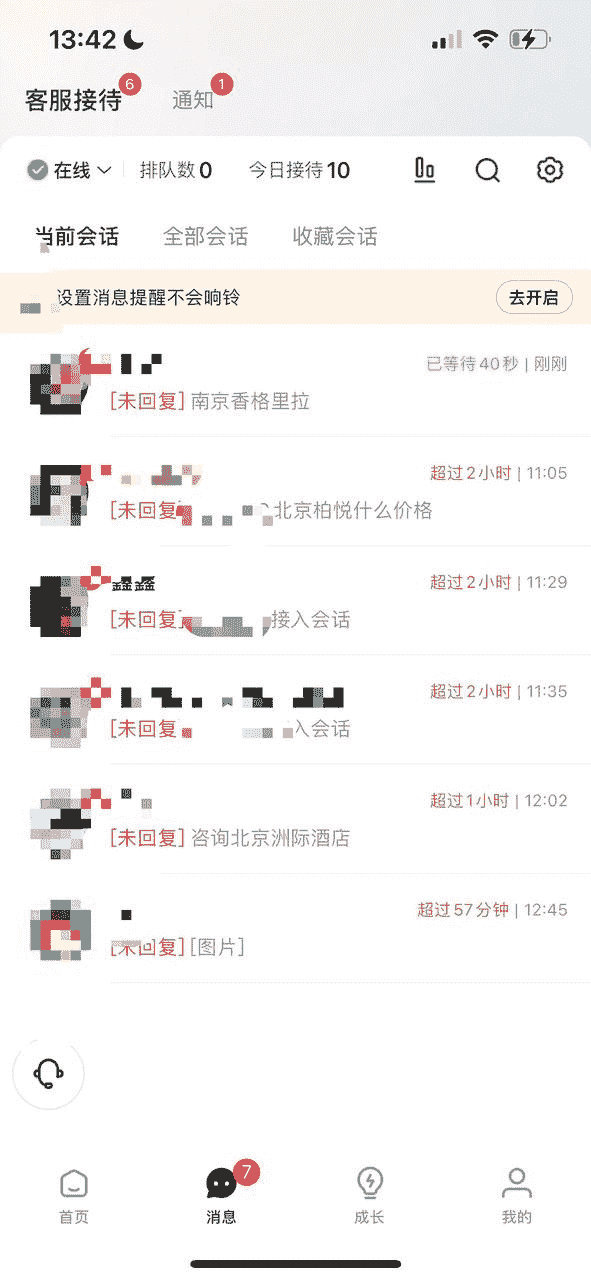 13:42
客服接待 6 通知 1
在线 排队数 0 今日接待 10
当前会话 全部会话 收藏会话
设置消息提醒不会响铃 去开启
已等待40秒 | 刚刚
[未回复] 南京香格里拉
超过2小时 | 11:05
[未回复 北京柏悦什么价格
鑫鑫 超过2小时 | 11:29
[未回复] 接入会话
超过2小时 | 11:35
[未回复 入会话
超过1小时 | 12:02
[未回复] 咨询北京洲际酒店
超过57分钟 | 12:45
[未回复] [图片]
7
首页 消息 成长 我的